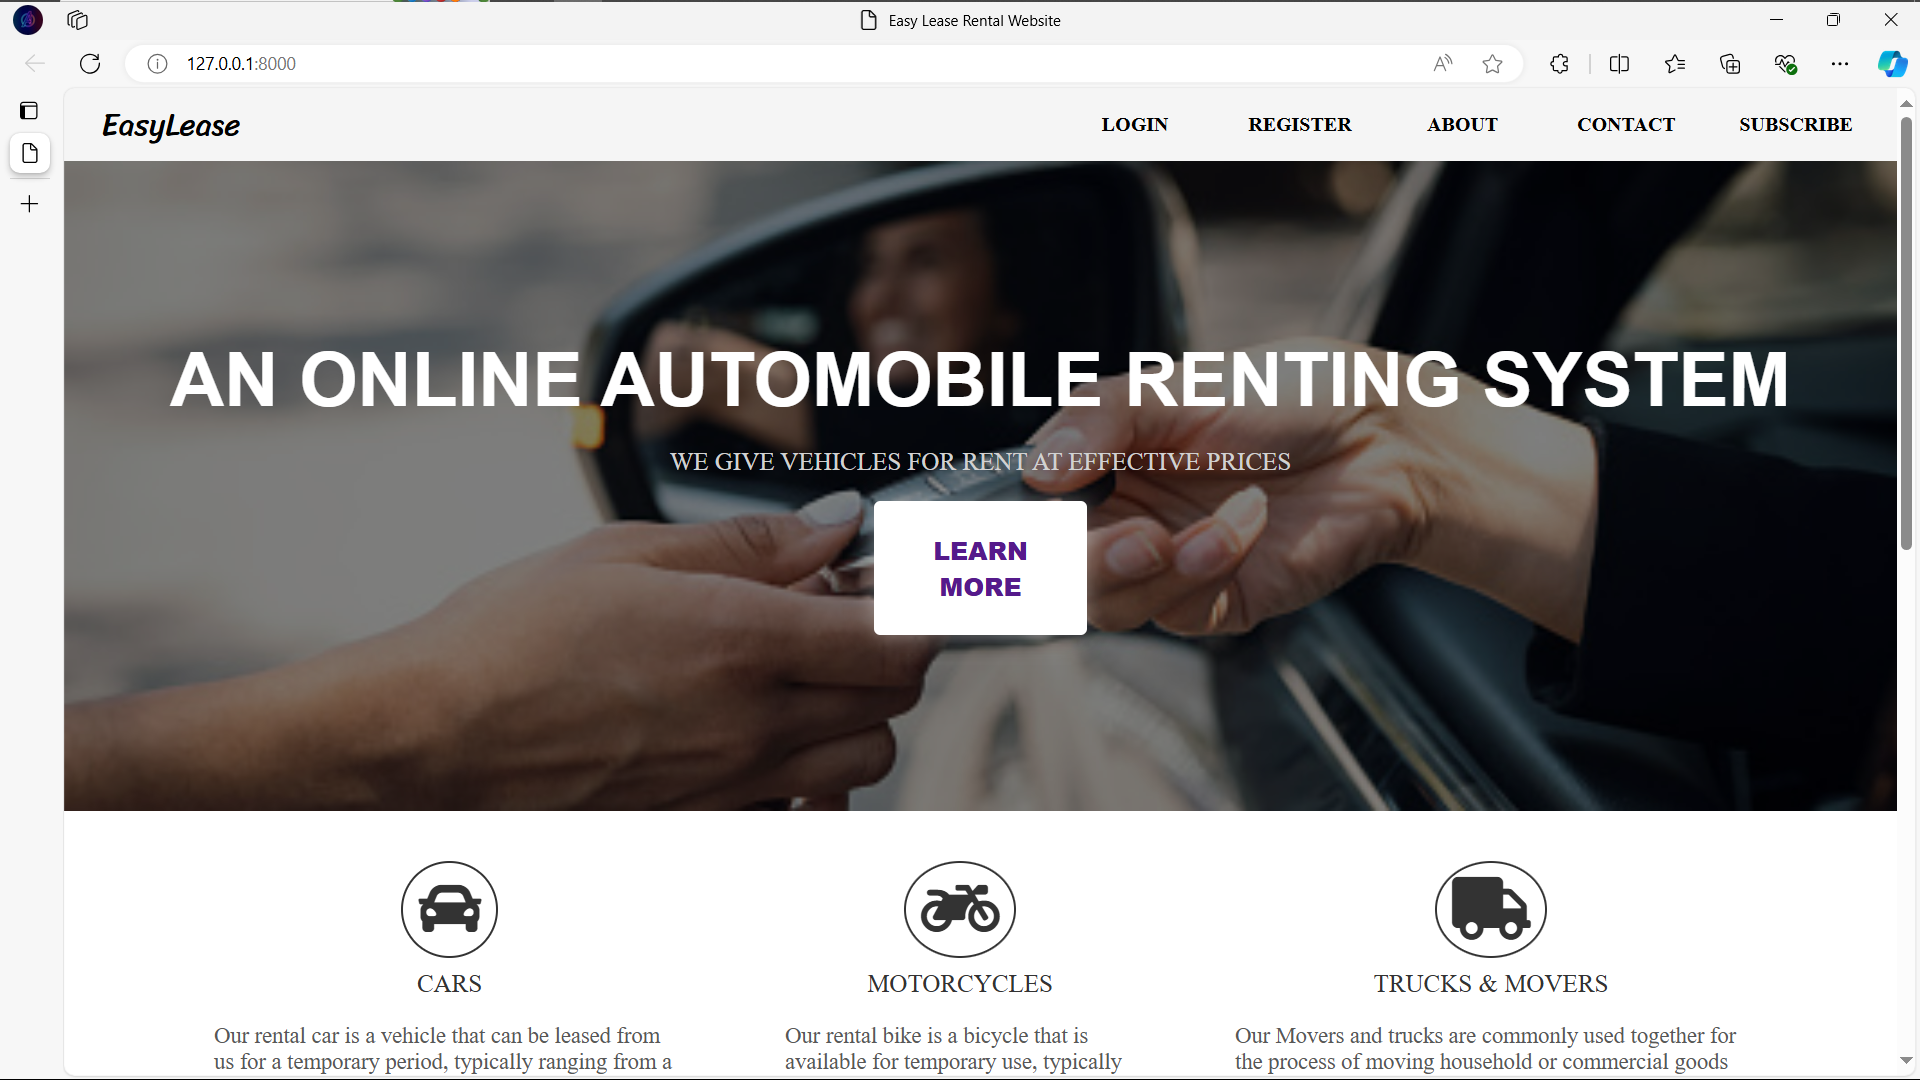 Easy Lease Rental Website
127.0.0.1:8000
EasyLease
LOGIN
REGISTER
ABOUT
CONTACT
SUBSCRIBE
AN ONLINE AUTOMOBILE RENTING SYSTEM
WE GIVE VEHICLES FOR RENT AT EFFECTIVE PRICES
LEARN
MORE
CARS
Our rental car is a vehicle that can be leased from
us for a temporary period, typically ranging from a
MOTORCYCLES
Our rental bike is a bicycle that is
available for temporary use, typically
TRUCKS & MOVERS
Our Movers and trucks are commonly used together for
the process of moving household or commercial goods